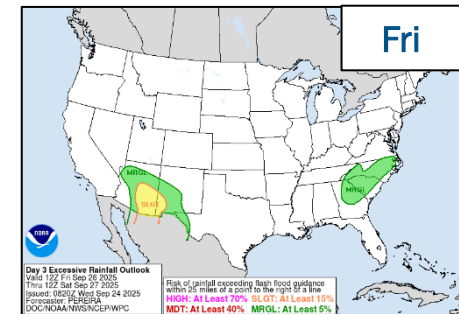 Fri
MRGL
SLGT
MRGL
NOAA
Day 3 Excessive Rainfall Outlook
Valid 12Z Fri Sep 26 2025
Thru 12Z Sat Sep 27 2025
Issued: 0820Z Wed Sep 24 2025
Forecaster: PEREIRA
DOC/NOAA/NWS/NCEP/WPC
Risk of rainfall exceeding flash flood guidance
within 25 miles of a point to the right of a line
HIGH: At Least 70% SLGT: At Least 15%
MDT: At Least 40% MRGL: At Least 5%